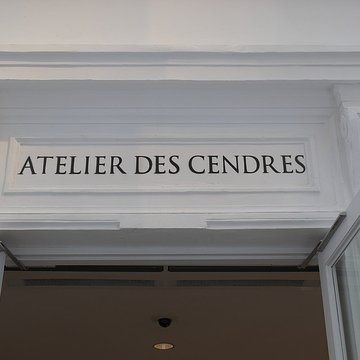 ATELIER DES CENDRES